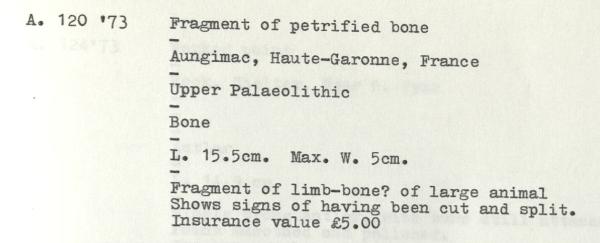 A. 120 '73 Fragment of petrified bone
Aungimac, Haute-Garonne, France
Upper Palaeolithic
Bone
L. 15.5cm. Max. W. 5cm.
Fragment of limb-bone? of large animal
Shows signs of having been cut and split.
Insurance value £5.00